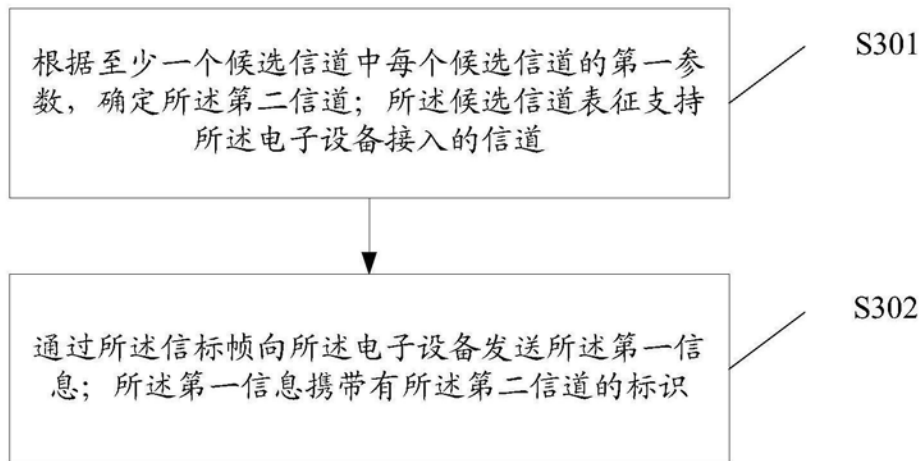 根据至少一个候选信道中每个候选信道的第一参
数，确定所述第二信道；所述候选信道表征支持
所述电子设备接入的信道
S301
通过所述信标帧向所述电子设备发送所述第一信
息；所述第一信息携带有所述第二信道的标识
S302